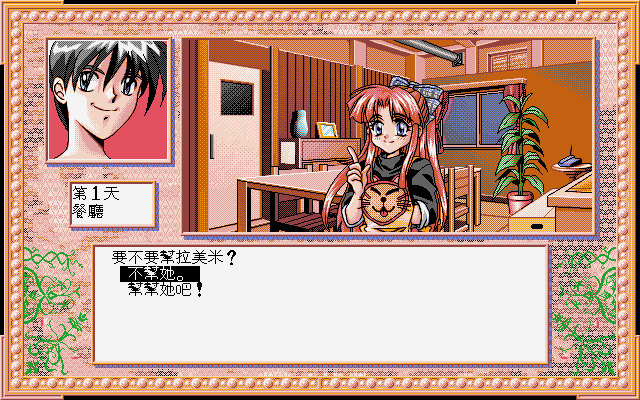 第1天
餐廳
要不要幫拉美米？
不幫她。
幫幫她吧！